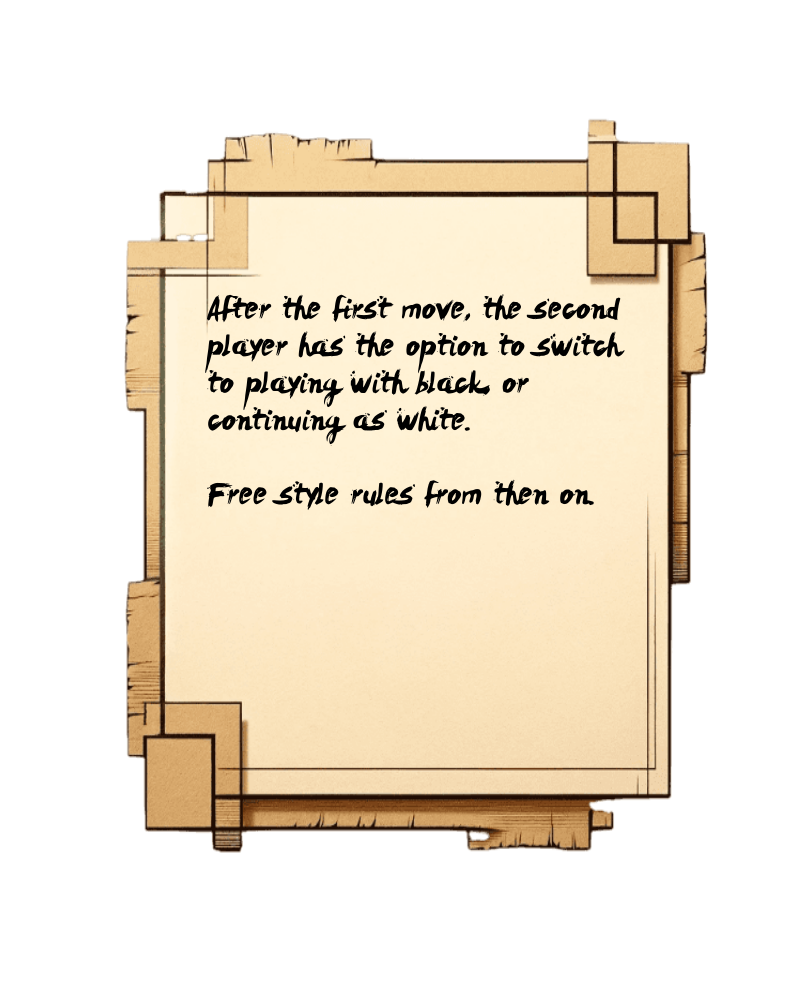 After the first move, the second
player has the option to switch
to playing with black, or
continuing as white.
Free style rules from then on.